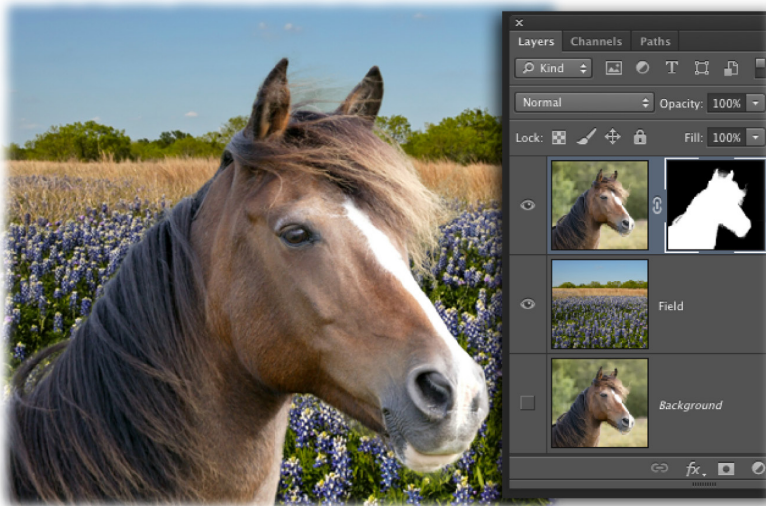 Layers Channels Paths
Kind T
Normal Opacity: 100%
Lock: Fill: 100%
Field
Background
fx.